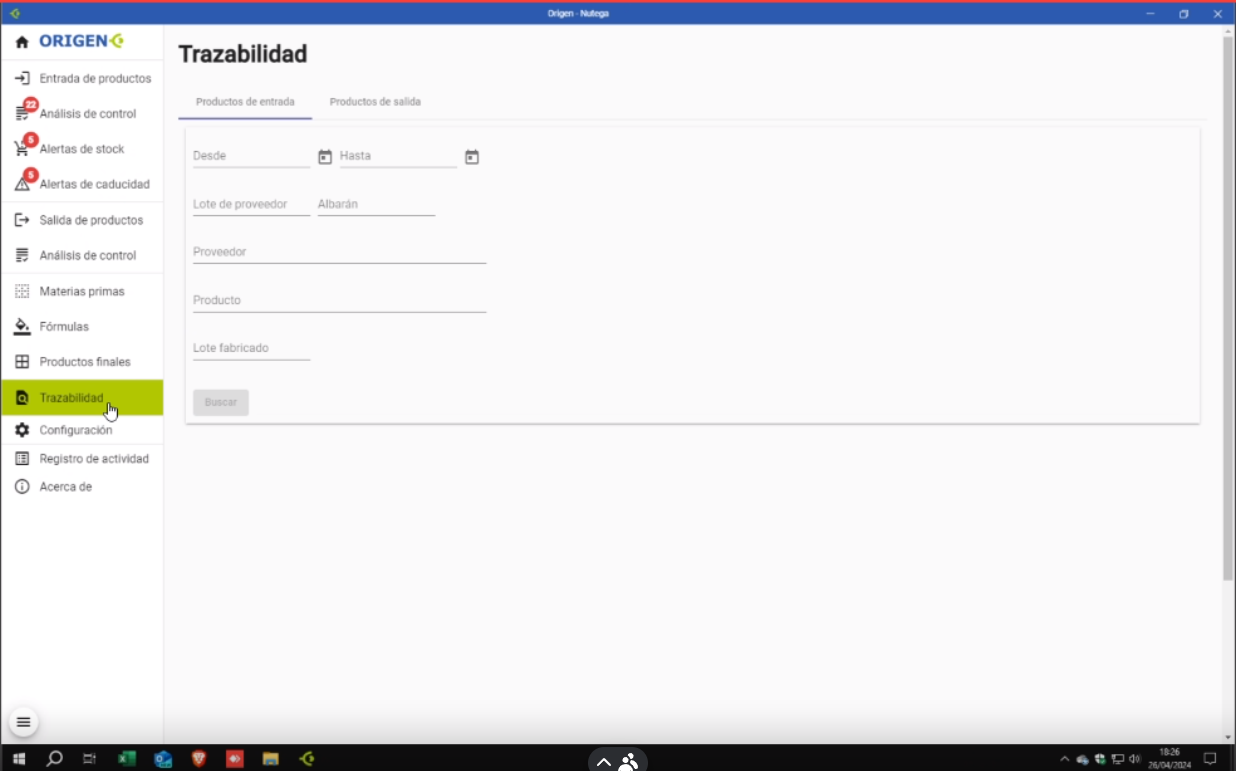 Origen - Nutega
ORIGEN
Entrada de productos
22
Análisis de control
5
Alertas de stock
5
Alertas de caducidad
Salida de productos
Análisis de control
Materias primas
Fórmulas
Productos finales
Trazabilidad
Configuración
Registro de actividad
Acerca de
Trazabilidad
Productos de entrada
Productos de salida
Desde
Hasta
Lote de proveedor
Albarán
Proveedor
Producto
Lote fabricado
Buscar
18:26
26/04/2024